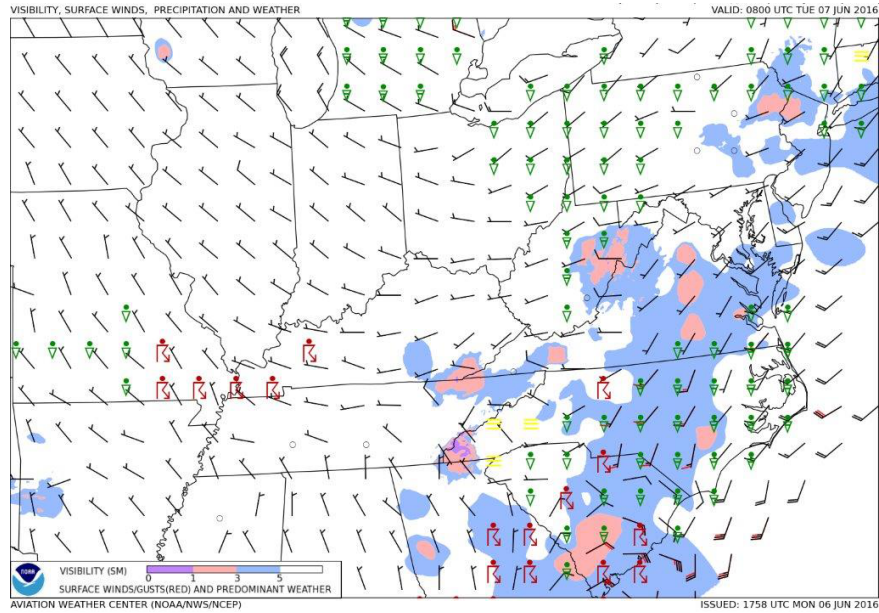 VISIBILITY, SURFACE WINDS, PRECIPITATION AND WEATHER
VALID: 0800 UTC TUE 07 JUN 2016
NOAA
VISIBILITY (SM)
0 1 3 5
SURFACE WINDS/GUSTS(RED) AND PREDOMINANT WEATHER
AVIATION WEATHER CENTER (NOAA/NWS/NCEP)
ISSUED: 1758 UTC MON 06 JUN 2016